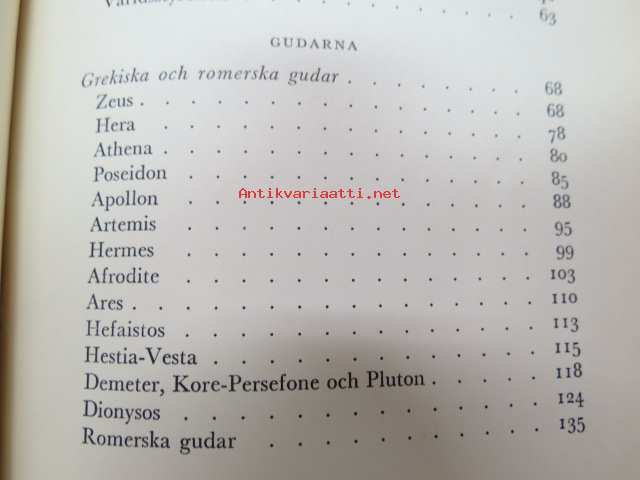 63
GUDARNA
Grekiska och romerska gudar . . . . . . . . 68
Zeus . . . . . . . . . . . . . . . . 68
Hera . . . . . . . . . . . . . . . 78
Athena . . . . . . . . . . . . . . . 80
Poseidon . . . . . . . . . . . . . . 85
Antikvariaatti.net
Apollon . . . . . . . . . . . . . . 88
Artemis . . . . . . . . . . . . . . 95
Hermes . . . . . . . . . . . . . . 99
Afrodite . . . . . . . . . . . . . . 103
Ares . . . . . . . . . . . . . . . . 110
Hefaistos . . . . . . . . . . . . . . 113
Hestia-Vesta . . . . . . . . . . . . . 115
Demeter, Kore-Persefone och Pluton . . . . . 118
Dionysos . . . . . . . . . . . . . . 124
Romerska gudar . . . . . . . . . . . 135